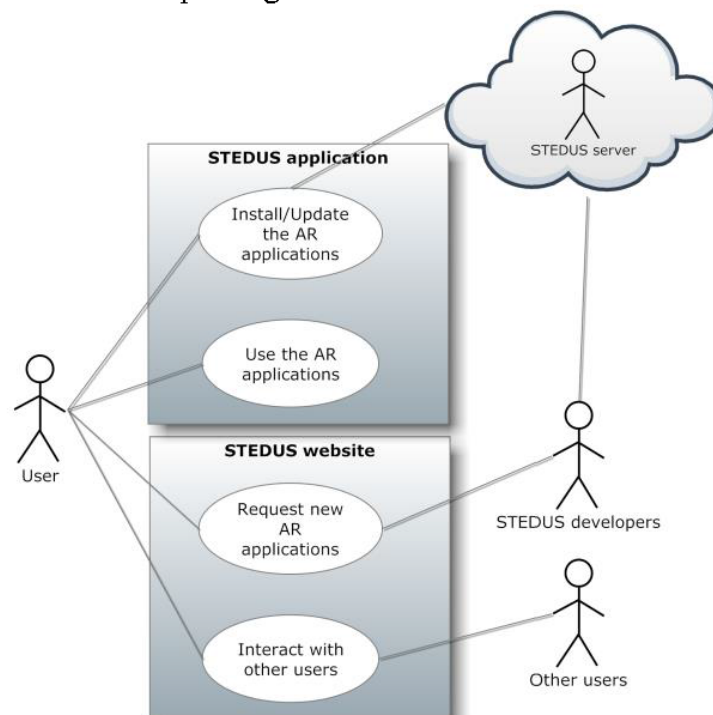 STEDUS server
STEDUS application
Install/Update
the AR
applications
Use the AR
applications
User
STEDUS website
Request new
AR
applications
STEDUS developers
Interact with
other users
Other users